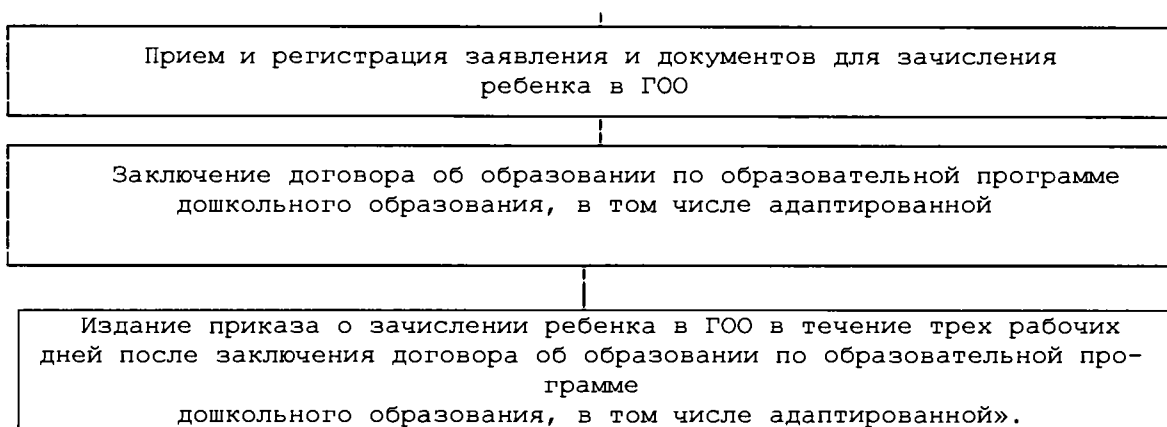 Прием и регистрация заявления и документов для зачисления
ребенка в ГОО
Заключение договора об образовании по образовательной программе
дошкольного образования, в том числе адаптированной
Издание приказа о зачислении ребенка в ГОО в течение трех рабочих
дней после заключения договора об образовании по образовательной про-
грамме
дошкольного образования, в том числе адаптированной».